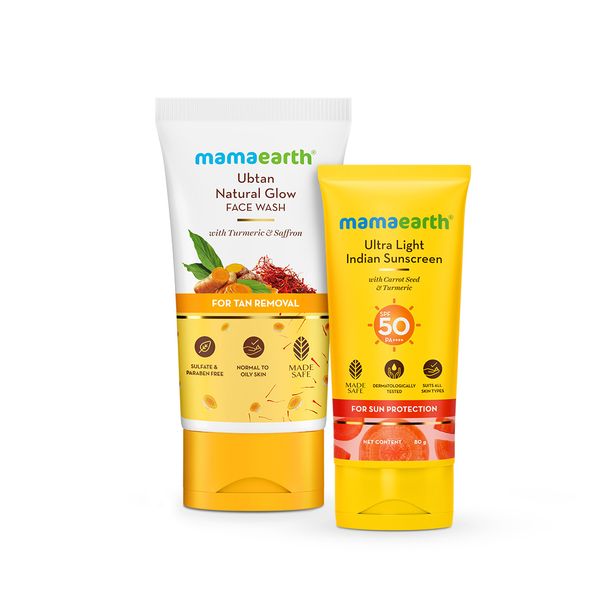 mamaearth®
Ubtan
Natural Glow
FACE WASH
with Turmeric & Saffron
FOR TAN REMOVAL
SULFATE &
PARABEN FREE
NORMAL TO
OILY SKIN
MADE
SAFE
mamaearth®
Ultra Light
Indian Sunscreen
with Carrot Seed
& Turmeric
SPF
50
PA++++
MADE
SAFE
DERMATOLOGICALLY
TESTED
SUITS ALL
SKIN TYPES
FOR SUN PROTECTION
NET CONTENT 80 g